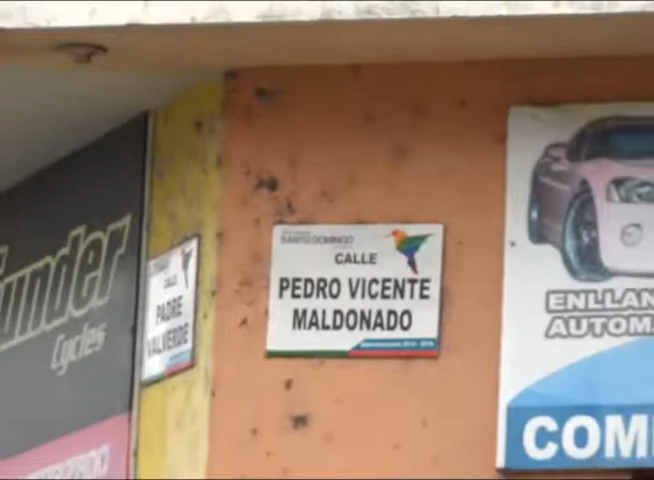 under
Cycles
CALLE
PADRE
VALVERDE
SANTO DOMINGO
CALLE
PEDRO VICENTE
MALDONADO
ENLLAN
AUTOMA
COM